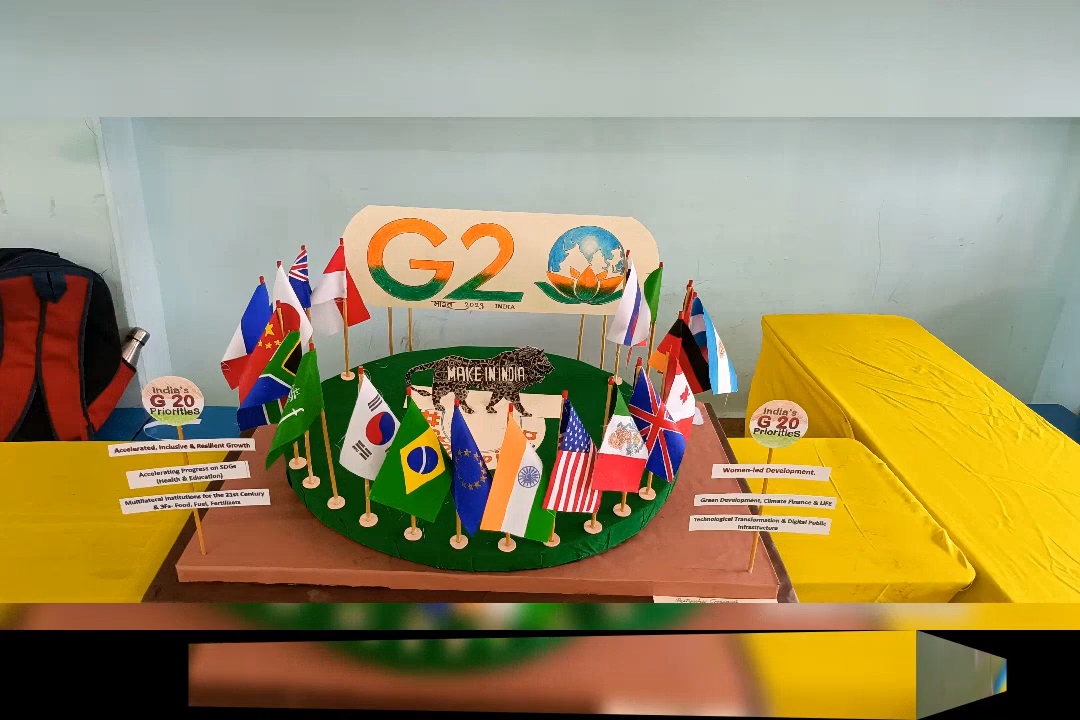 G2
भारत 2023 INDIA
MAKE IN INDIA
India's
G 20
PrioritieS
Accelerated, Inclusive & Resilient Growth
Accelerating Progress on SDGs
(Health & Education)
Multilateral Institutions for the 21st Century
& 3Fs- Food, Fuel, Fertilizers
India's
G 20
PrioritieS
Women-led Development.
Green Development, Climate Finance & LiFE
Technological Transformation & Digital Public
Infrastructure